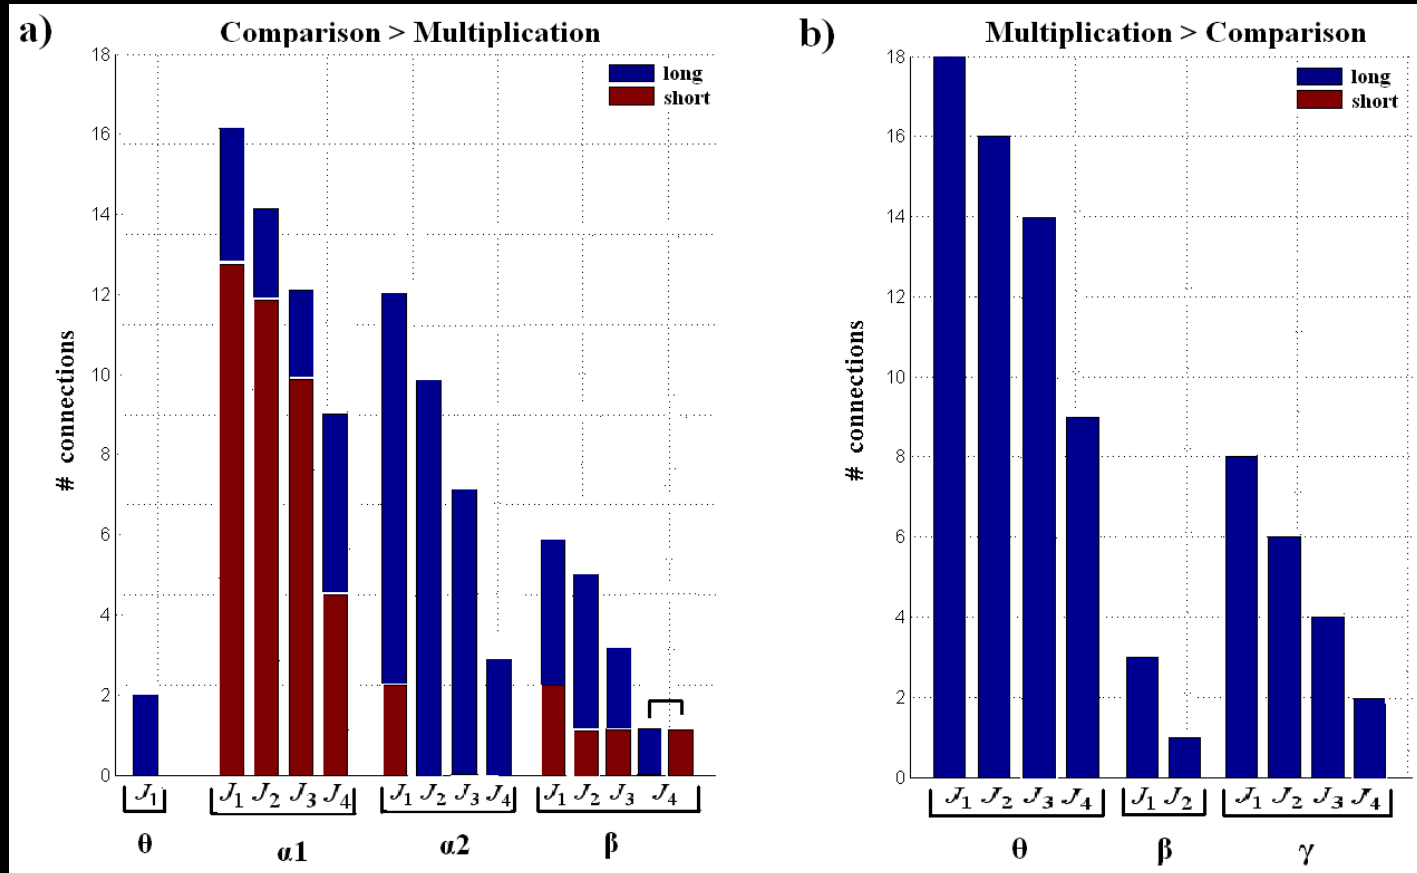 a)
Comparison > Multiplication
long
short
# connections
18
16
14
12
10
8
6
4
2
0
J1
J1 J2 J3 J4
J1 J2 J3 J4
J1 J2 J3 J4
θ α1 α2 β
b)
Multiplication > Comparison
long
short
# connections
18
16
14
12
10
8
6
4
2
0
J1 J2 J3 J4
J1 J2
J1 J2 J3 J4
θ β γ